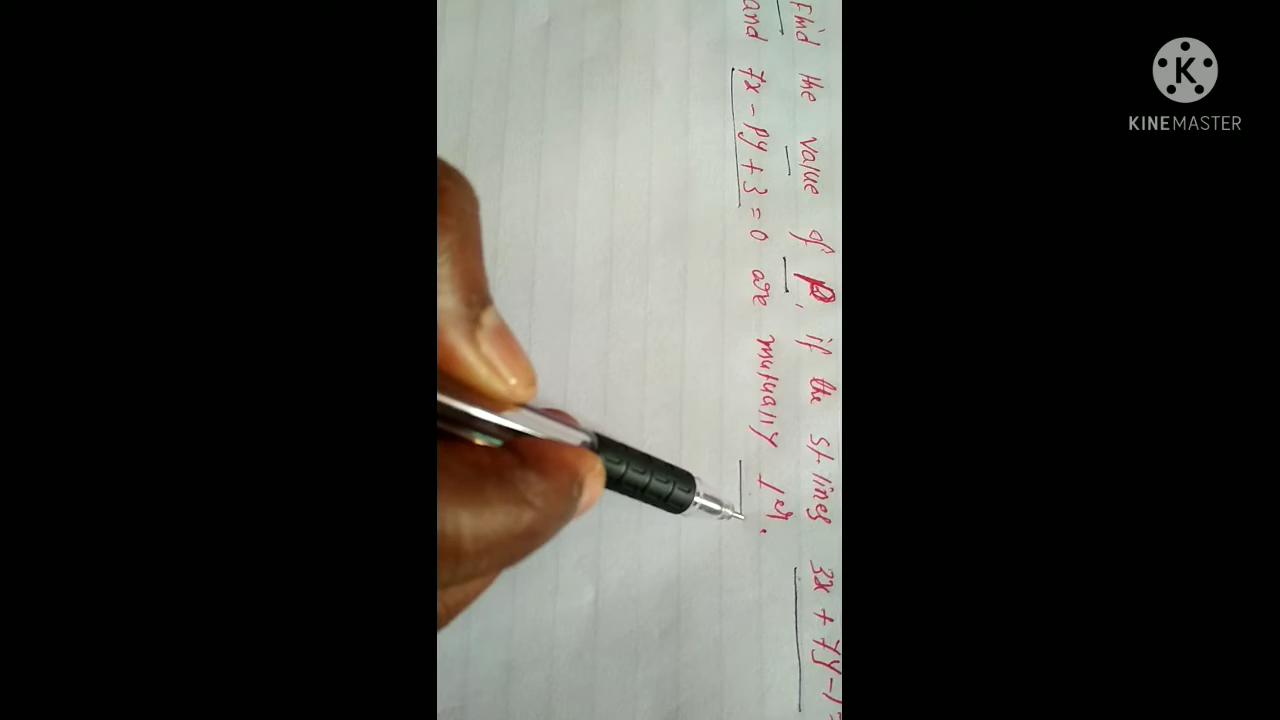 Find the value of p, if the st lines 3x + 7y - 1 =
and 7x - py + 3 = 0 are mutually ⊥er.
K
KINEMASTER